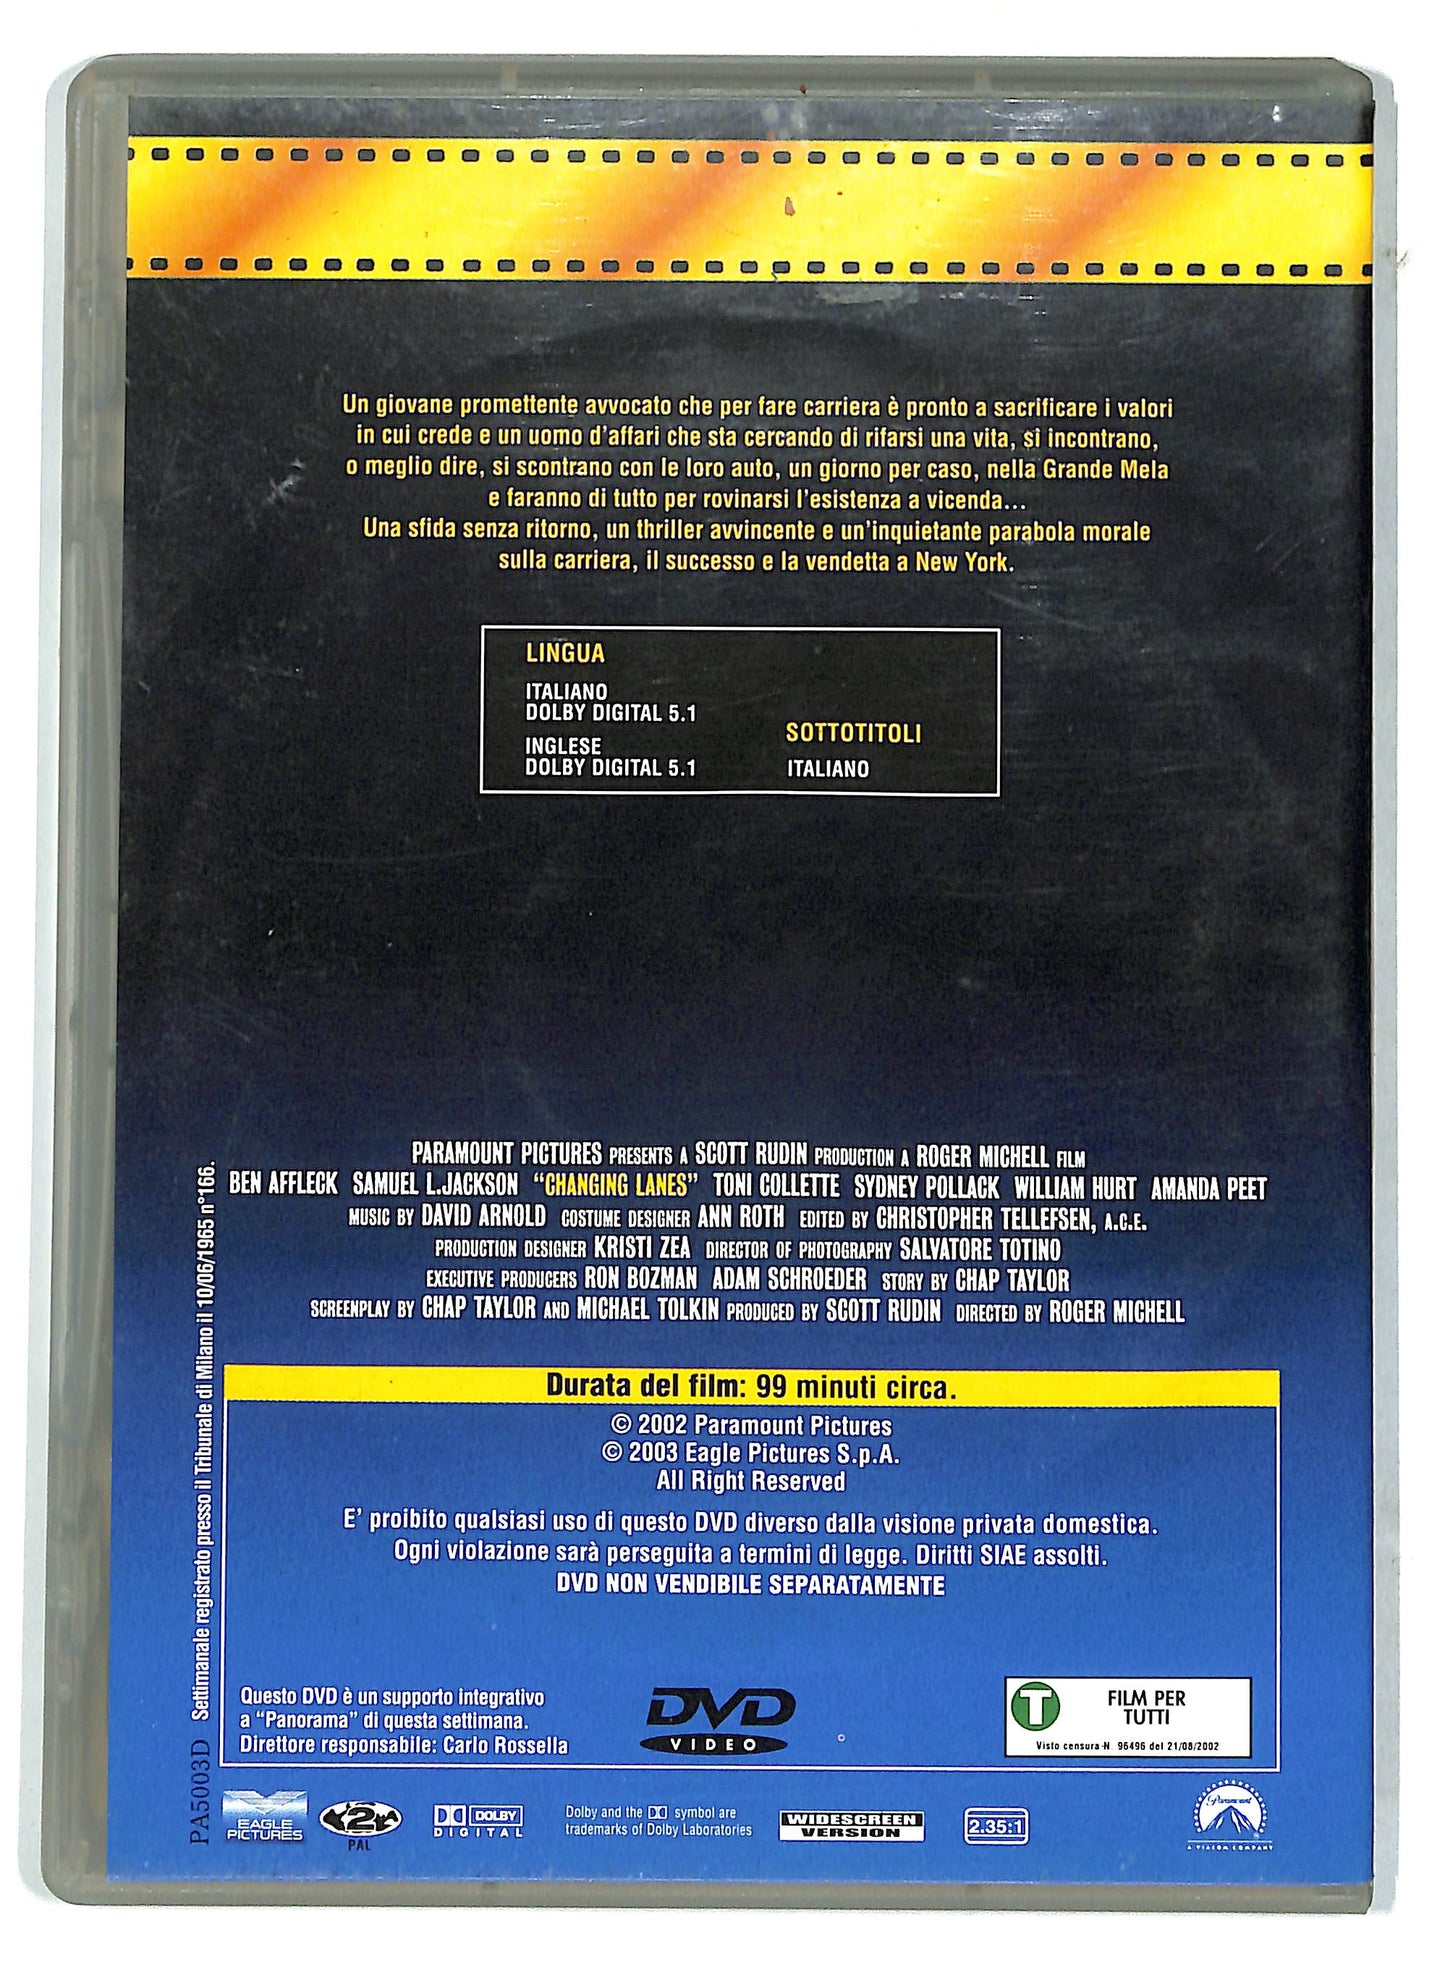 Un giovane promettente avvocato che per fare carriera è pronto a sacrificare i valori
in cui crede e un uomo d'affari che sta cercando di rifarsi una vita, si incontrano,
o meglio dire, si scontrano con le loro auto, un giorno per caso, nella Grande Mela
e faranno di tutto per rovinarsi l'esistenza a vicenda...
Una sfida senza ritorno, un thriller avvincente e un'inquietante parabola morale
sulla carriera, il successo e la vendetta a New York.
LINGUA
ITALIANO
DOLBY DIGITAL 5.1
INGLESE
DOLBY DIGITAL 5.1
SOTTOTITOLI
ITALIANO
PARAMOUNT PICTURES PRESENTS A SCOTT RUDIN PRODUCTION A ROGER MICHELL FILM
BEN AFFLECK SAMUEL L.JACKSON "CHANGING LANES" TONI COLLETTE SYDNEY POLLACK WILLIAM HURT AMANDA PEET
MUSIC BY DAVID ARNOLD COSTUME DESIGNER ANN ROTH EDITED BY CHRISTOPHER TELLEFSEN, A.C.E.
PRODUCTION DESIGNER KRISTI ZEA DIRECTOR OF PHOTOGRAPHY SALVATORE TOTINO
EXECUTIVE PRODUCERS RON BOZMAN ADAM SCHROEDER STORY BY CHAP TAYLOR
SCREENPLAY BY CHAP TAYLOR AND MICHAEL TOLKIN PRODUCED BY SCOTT RUDIN DIRECTED BY ROGER MICHELL
Durata del film: 99 minuti circa.
© 2002 Paramount Pictures
© 2003 Eagle Pictures S.p.A.
All Right Reserved
E' proibito qualsiasi uso di questo DVD diverso dalla visione privata domestica.
Ogni violazione sarà perseguita a termini di legge. Diritti SIAE assolti.
DVD NON VENDIBILE SEPARATAMENTE
Questo DVD è un supporto integrativo
a "Panorama" di questa settimana.
Direttore responsabile: Carlo Rossella
DVD
VIDEO
T
FILM PER
TUTTI
Visto censura N. 96496 del 21/08/2002
Settimanale registrato presso il Tribunale di Milano il 10/06/1965 n°166.
PA5003D
EAGLE
PICTURES
2
PAL
DOLBY
DIGITAL
Dolby and the DD symbol are
trademarks of Dolby Laboratories
WIDESCREEN
VERSION
2.35:1
Paramount
A VIACOM COMPANY